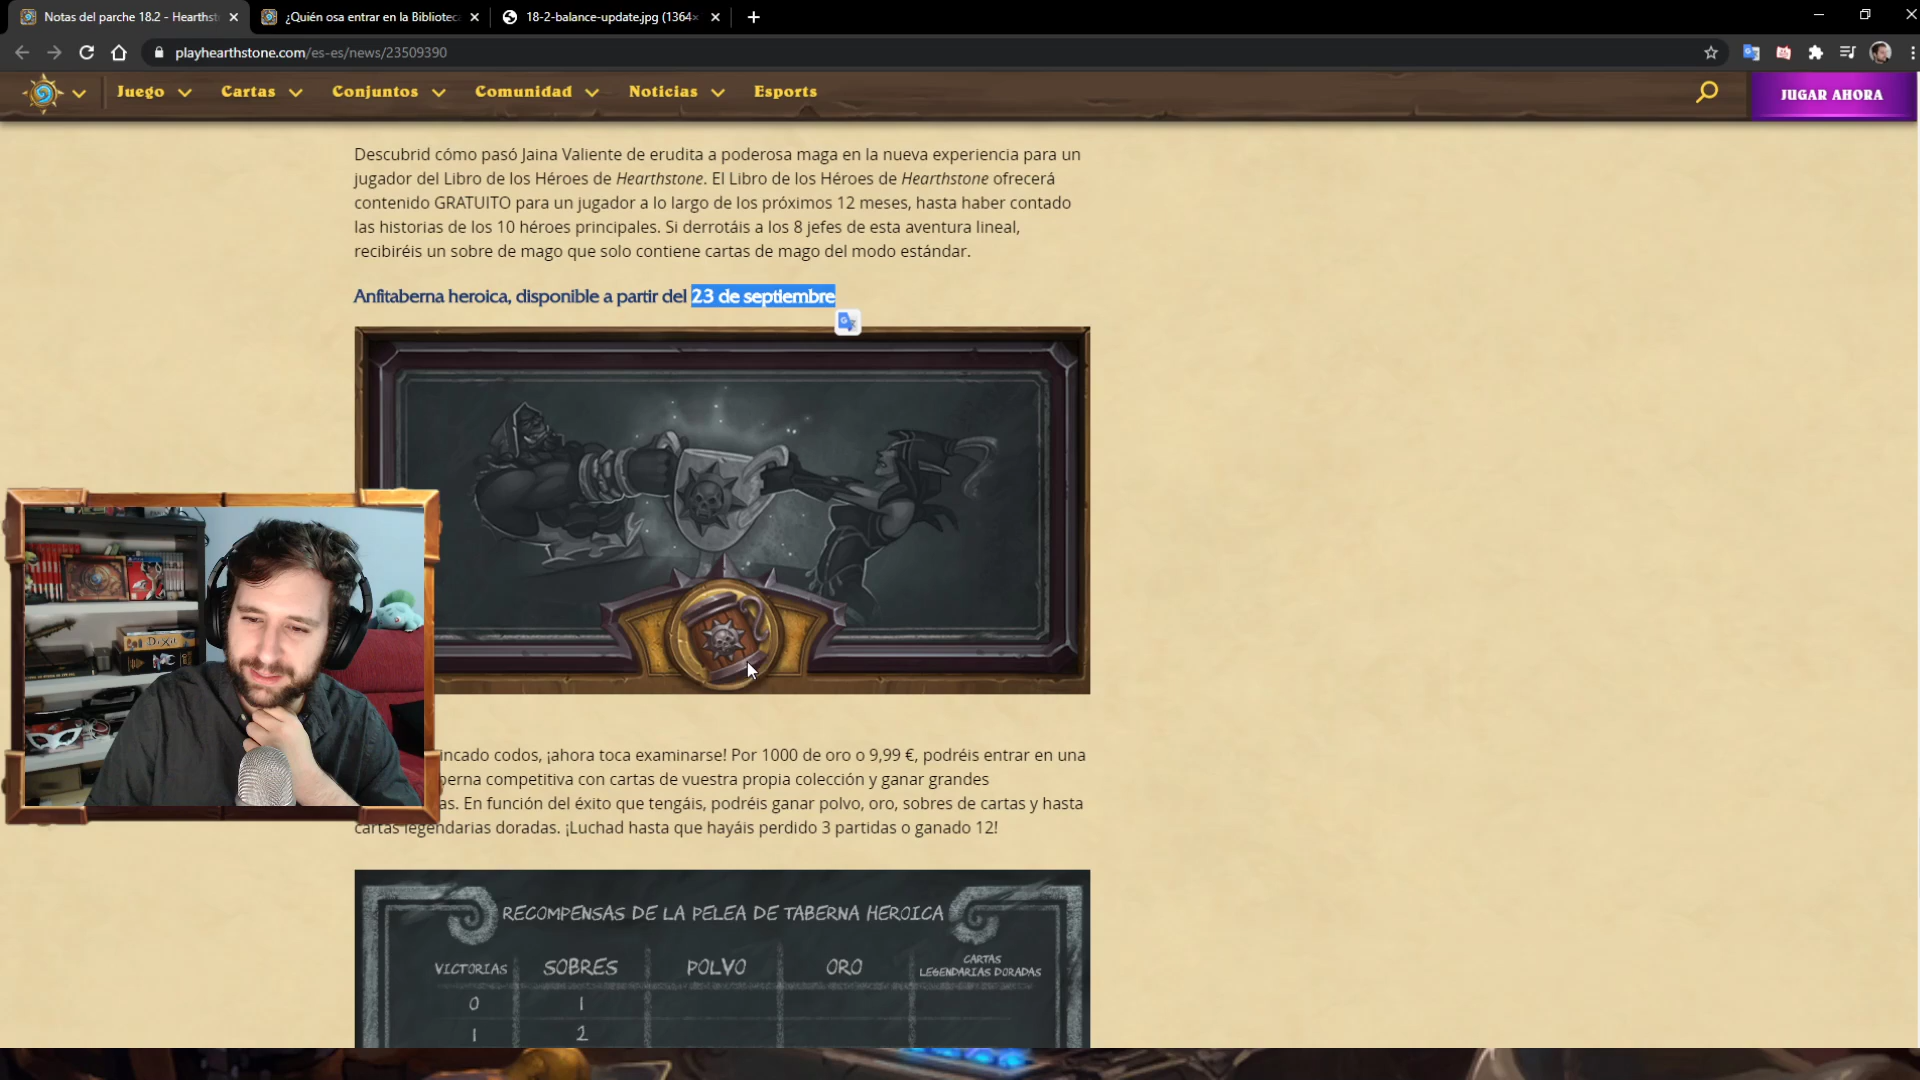 Notas del parche 18.2 - Hearthst
¿Quién osa entrar en la Bibliotec
18-2-balance-update.jpg (1364×
playhearthstone.com/es-es/news/23509390
Juego
Cartas
Conjuntos
Comunidad
Noticias
Esports
JUGAR AHORA
Descubrid cómo pasó Jaina Valiente de erudita a poderosa maga en la nueva experiencia para un
jugador del Libro de los Héroes de Hearthstone. El Libro de los Héroes de Hearthstone ofrecerá
contenido GRATUITO para un jugador a lo largo de los próximos 12 meses, hasta haber contado
las historias de los 10 héroes principales. Si derrotáis a los 8 jefes de esta aventura lineal,
recibiréis un sobre de mago que solo contiene cartas de mago del modo estándar.
Anfitaberna heroica, disponible a partir del 23 de septiembre
incado codos, ¡ahora toca examinarse! Por 1000 de oro o 9,99 €, podréis entrar en una
berna competitiva con cartas de vuestra propia colección y ganar grandes
as. En función del éxito que tengáis, podréis ganar polvo, oro, sobres de cartas y hasta
cartas legendarias doradas. ¡Luchad hasta que hayáis perdido 3 partidas o ganado 12!
RECOMPENSAS DE LA PELEA DE TABERNA HEROICA
VICTORIAS SOBRES POLVO ORO CARTAS LEGENDARIAS DORADAS
0 1
1 2